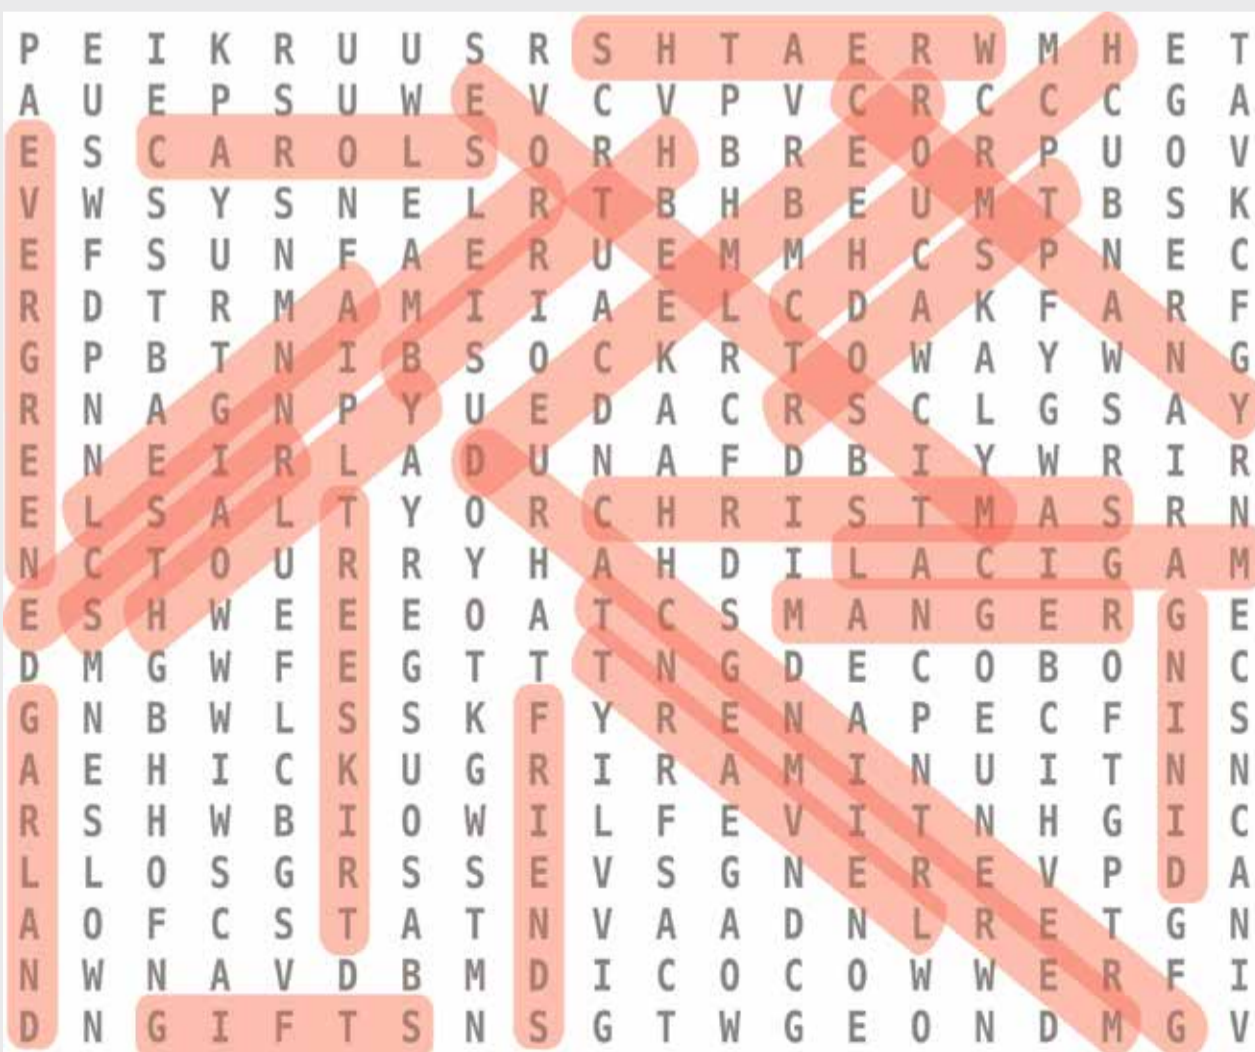 P E I K R U U S R S H T A E R W M H E T
A U E P S U W E V C V P V C R C C C G A
E S C A R O L S O R H B R E O R P U O V
V W S Y S N E L R T B H B E U M T B S K
E F S U N F A E R U E M M H C S P N E C
R D T R M A M I I A E L C D A K F A R F
G P B T N I B S O C K R T O W A Y W N G
R N A G N P Y U E D A C R S C L G S A Y
E N E I R L A D U N A F D B I Y W R I R
E L S A L T Y O R C H R I S T M A S R N
N C T O U R R Y H A H D I L A C I G A M
E S H W E E E O A T C S M A N G E R G E
D M G W F E G T T T N G D E C O B O N C
G N B W L S S K F Y R E N A P E C F I S
A E H I C K U G R I R A M I N U I T N N
R S H W B I O W I L F E V I T N H G I C
L L O S G R S S E V S G N E R E V P D A
A O F C S T A T N V A A D N L R E T G N
N W N A V D B M D I C O C O W W E R F I
D N G I F T S N S G T W G E O N D M G V